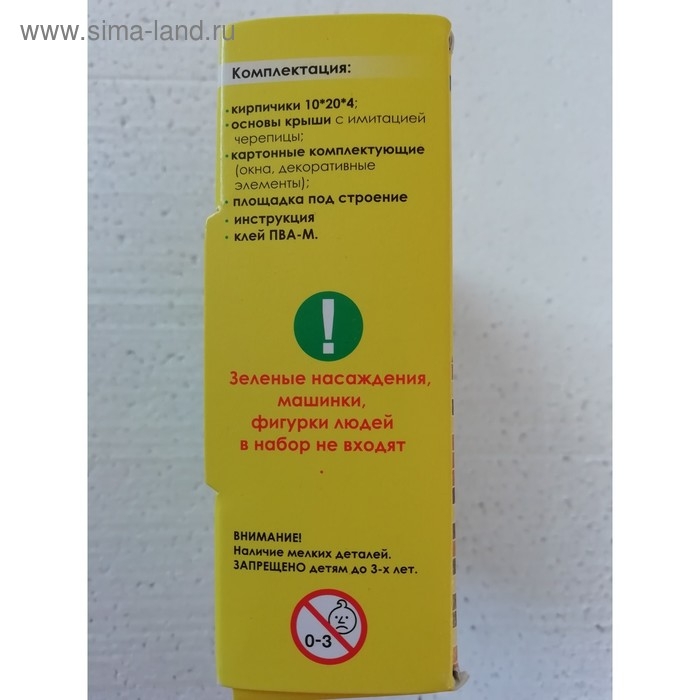 www.sima-land.ru
Комплектация:
• кирпичики 10*20*4;
• основы крыши с имитацией
черепицы;
• картонные комплектующие
(окна, декоративные
элементы);
• площадка под строение
• инструкция
• клей ПВА-М.
!
Зеленые насаждения,
машинки,
фигурки людей
в набор не входят
.
ВНИМАНИЕ!
Наличие мелких деталей.
ЗАПРЕЩЕНО детям до 3-х лет.
0-3